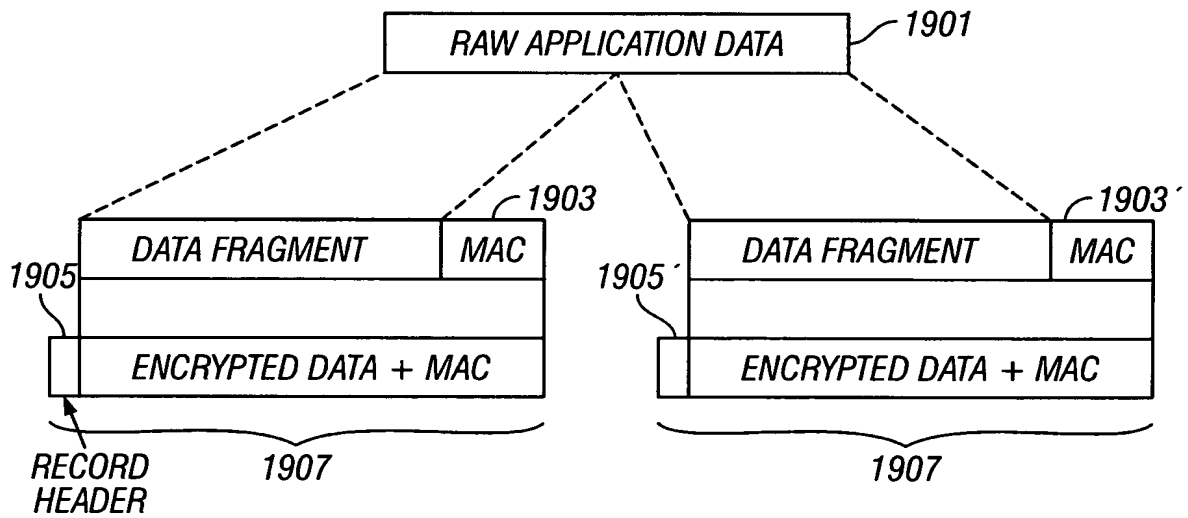 RAW APPLICATION DATA
1901
1903
1903´
DATA FRAGMENT
MAC
DATA FRAGMENT
MAC
1905
1905´
ENCRYPTED DATA + MAC
ENCRYPTED DATA + MAC
RECORD
HEADER
1907
1907